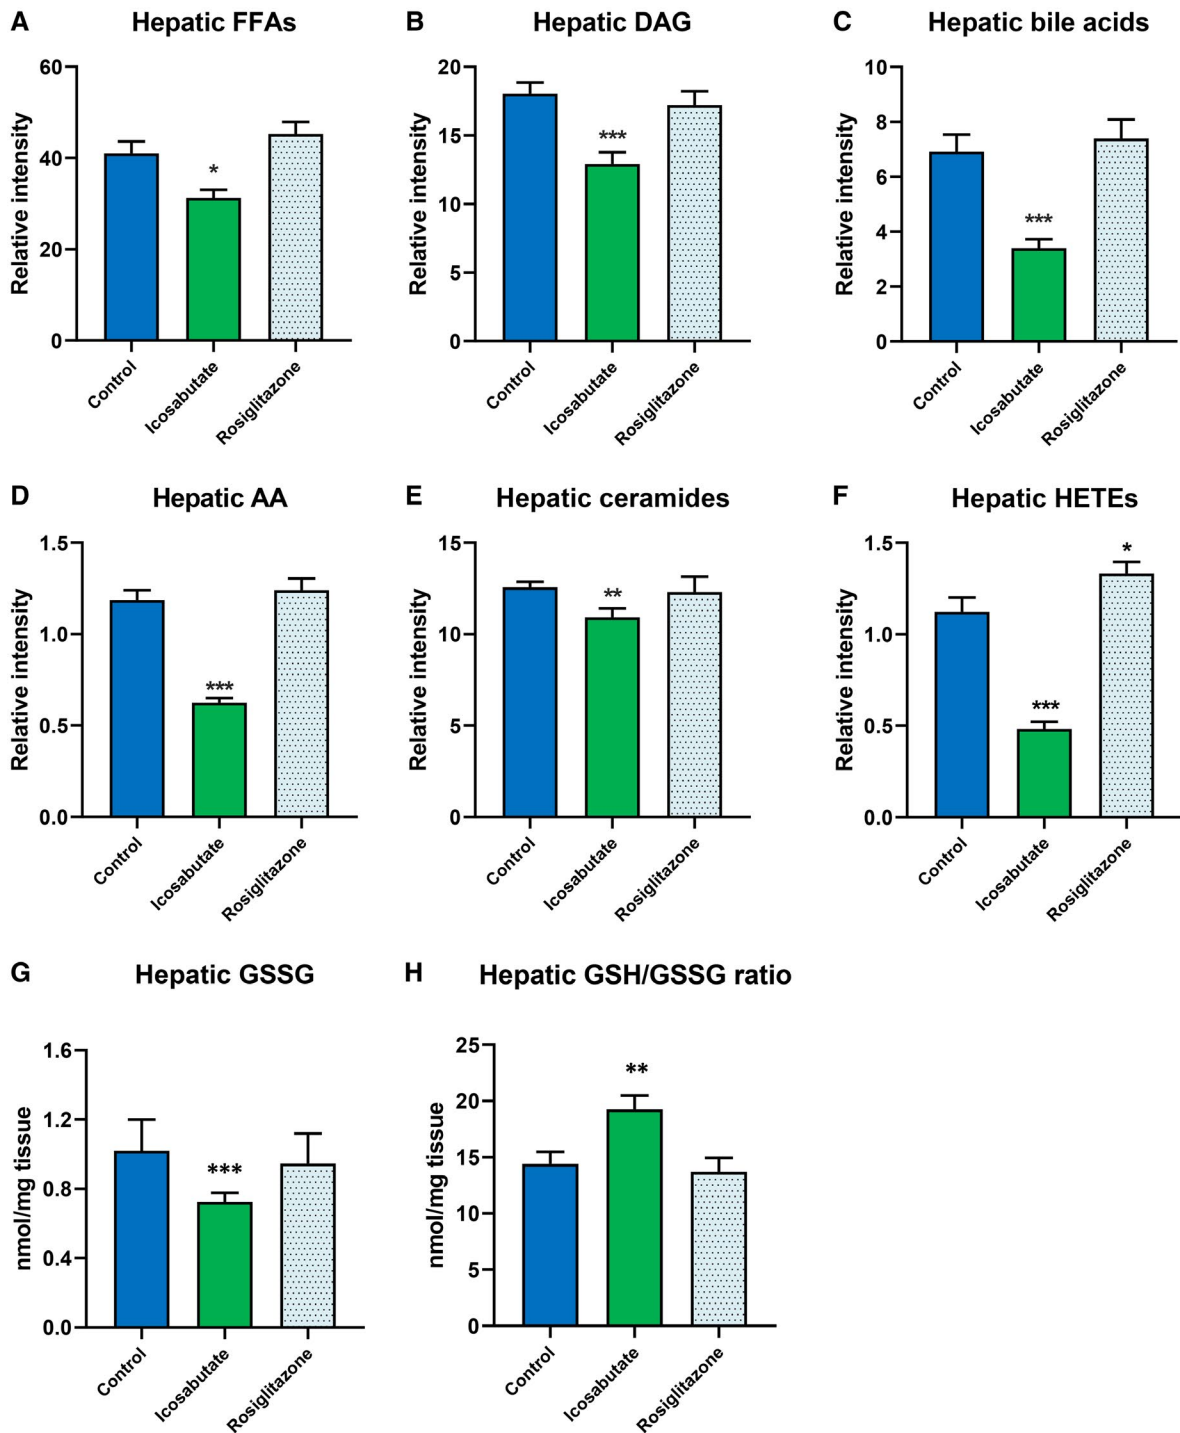 A Hepatic FFAs
60
40
20
0
Relative intensity
*
Control
Icosabutate
Rosiglitazone
B Hepatic DAG
20
15
10
5
0
Relative intensity
***
Control
Icosabutate
Rosiglitazone
C Hepatic bile acids
10
8
6
4
2
0
Relative intensity
***
Control
Icosabutate
Rosiglitazone
D Hepatic AA
1.5
1.0
0.5
0.0
Relative intensity
***
Control
Icosabutate
Rosiglitazone
E Hepatic ceramides
15
10
5
0
Relative intensity
**
Control
Icosabutate
Rosiglitazone
F Hepatic HETEs
1.5
1.0
0.5
0.0
Relative intensity
***
*
Control
Icosabutate
Rosiglitazone
G Hepatic GSSG
1.6
1.2
0.8
0.4
0.0
nmol/mg tissue
***
Control
Icosabutate
Rosiglitazone
H Hepatic GSH/GSSG ratio
25
20
15
10
5
0
nmol/mg tissue
**
Control
Icosabutate
Rosiglitazone